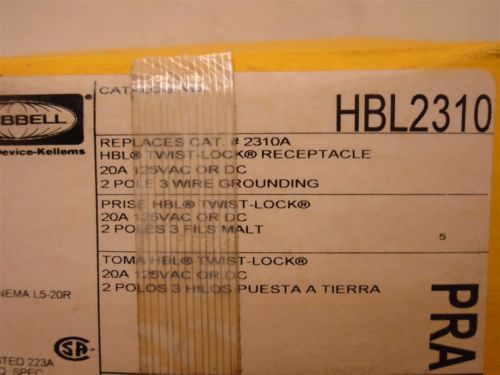 HBL2310
BBELL
Device-Kellems
REPLACES CAT. # 2310A
HBL® TWIST-LOCK® RECEPTACLE
20A 125VAC OR DC
2 POLE 3 WIRE GROUNDING
PRISE HBL® TWIST-LOCK®
20A 125VAC OR DC
2 POLES 3 FILS MALT
5
TOMA HBL® TWIST-LOCK®
20A 125VAC OR DC
2 POLOS 3 HILOS PUESTA A TIERRA
NEMA L5-20R
PRA
SA
STED 223A
SPEC